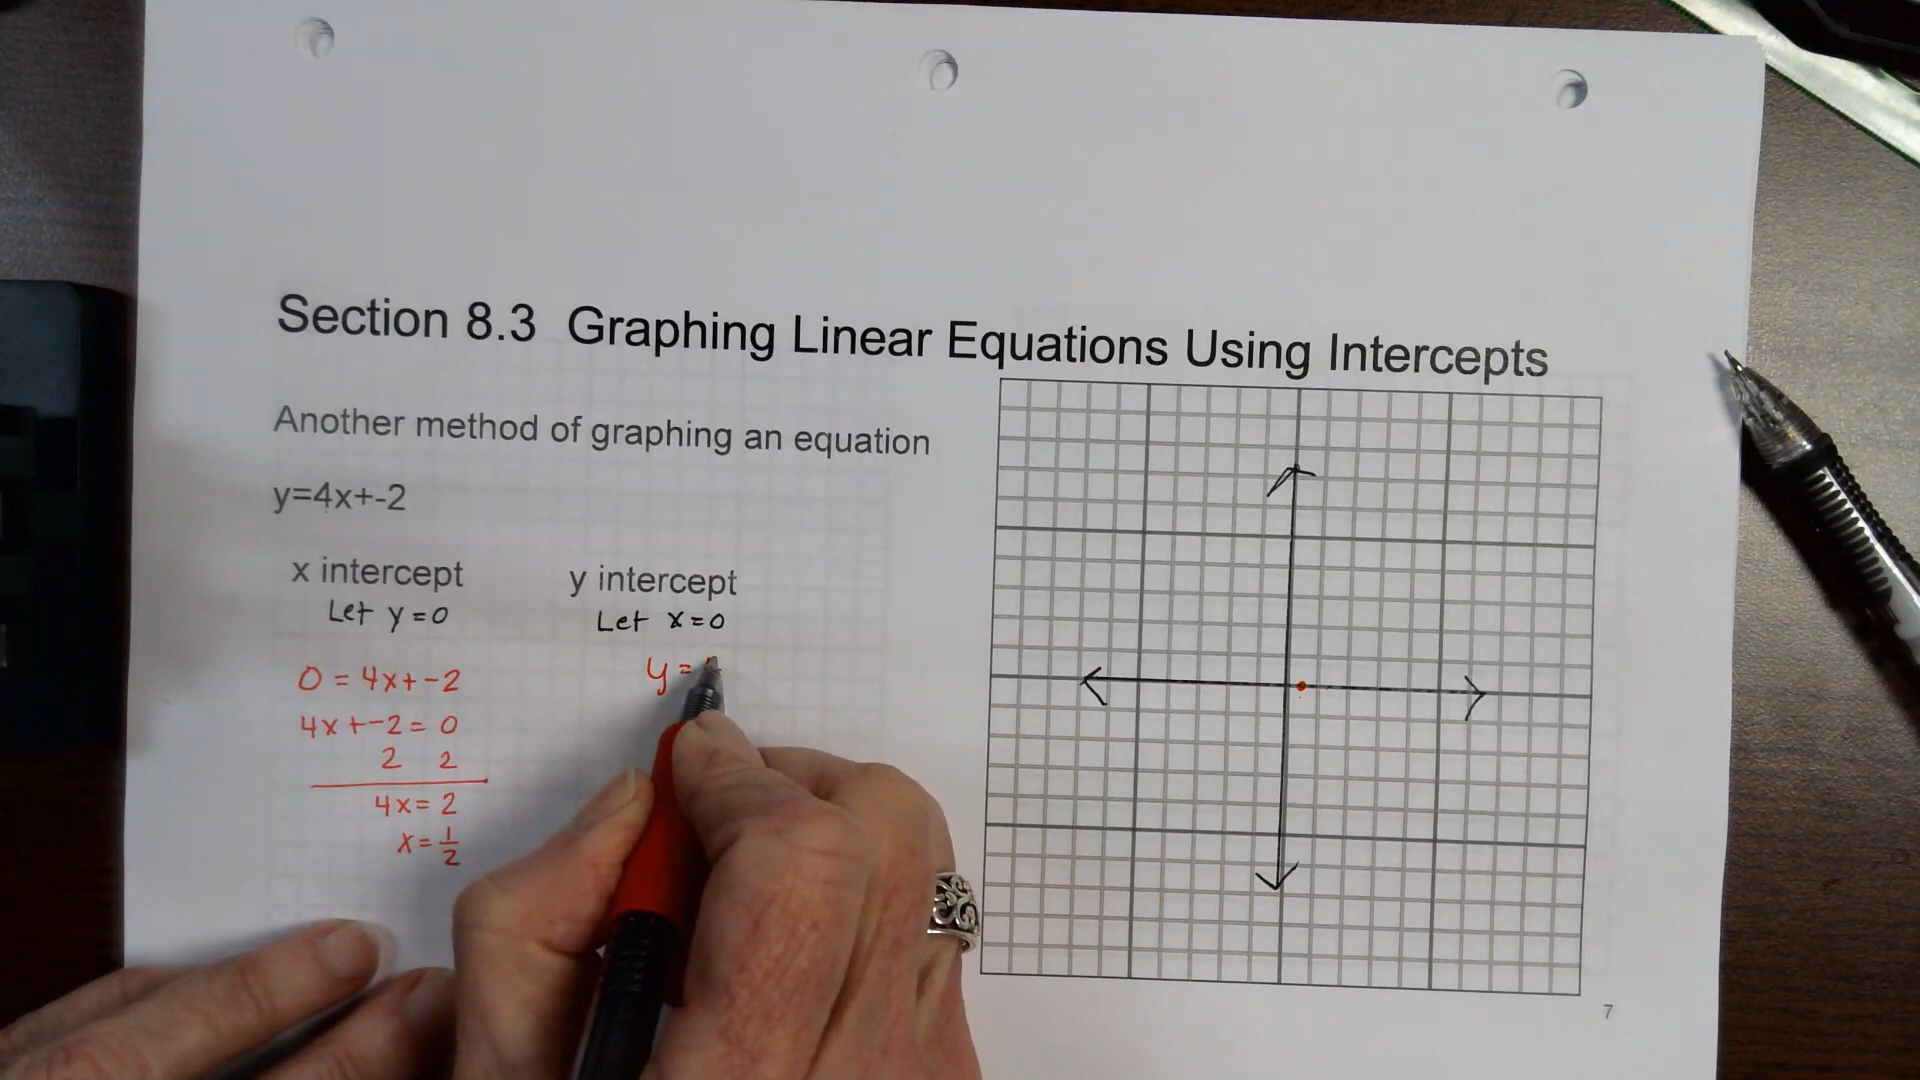 Section 8.3 Graphing Linear Equations Using Intercepts
Another method of graphing an equation
y=4x+-2
x intercept
Let y=0
0 = 4x+-2
4x+-2=0
2 2
4x=2
x=1/2
y intercept
Let x=0
y=
7